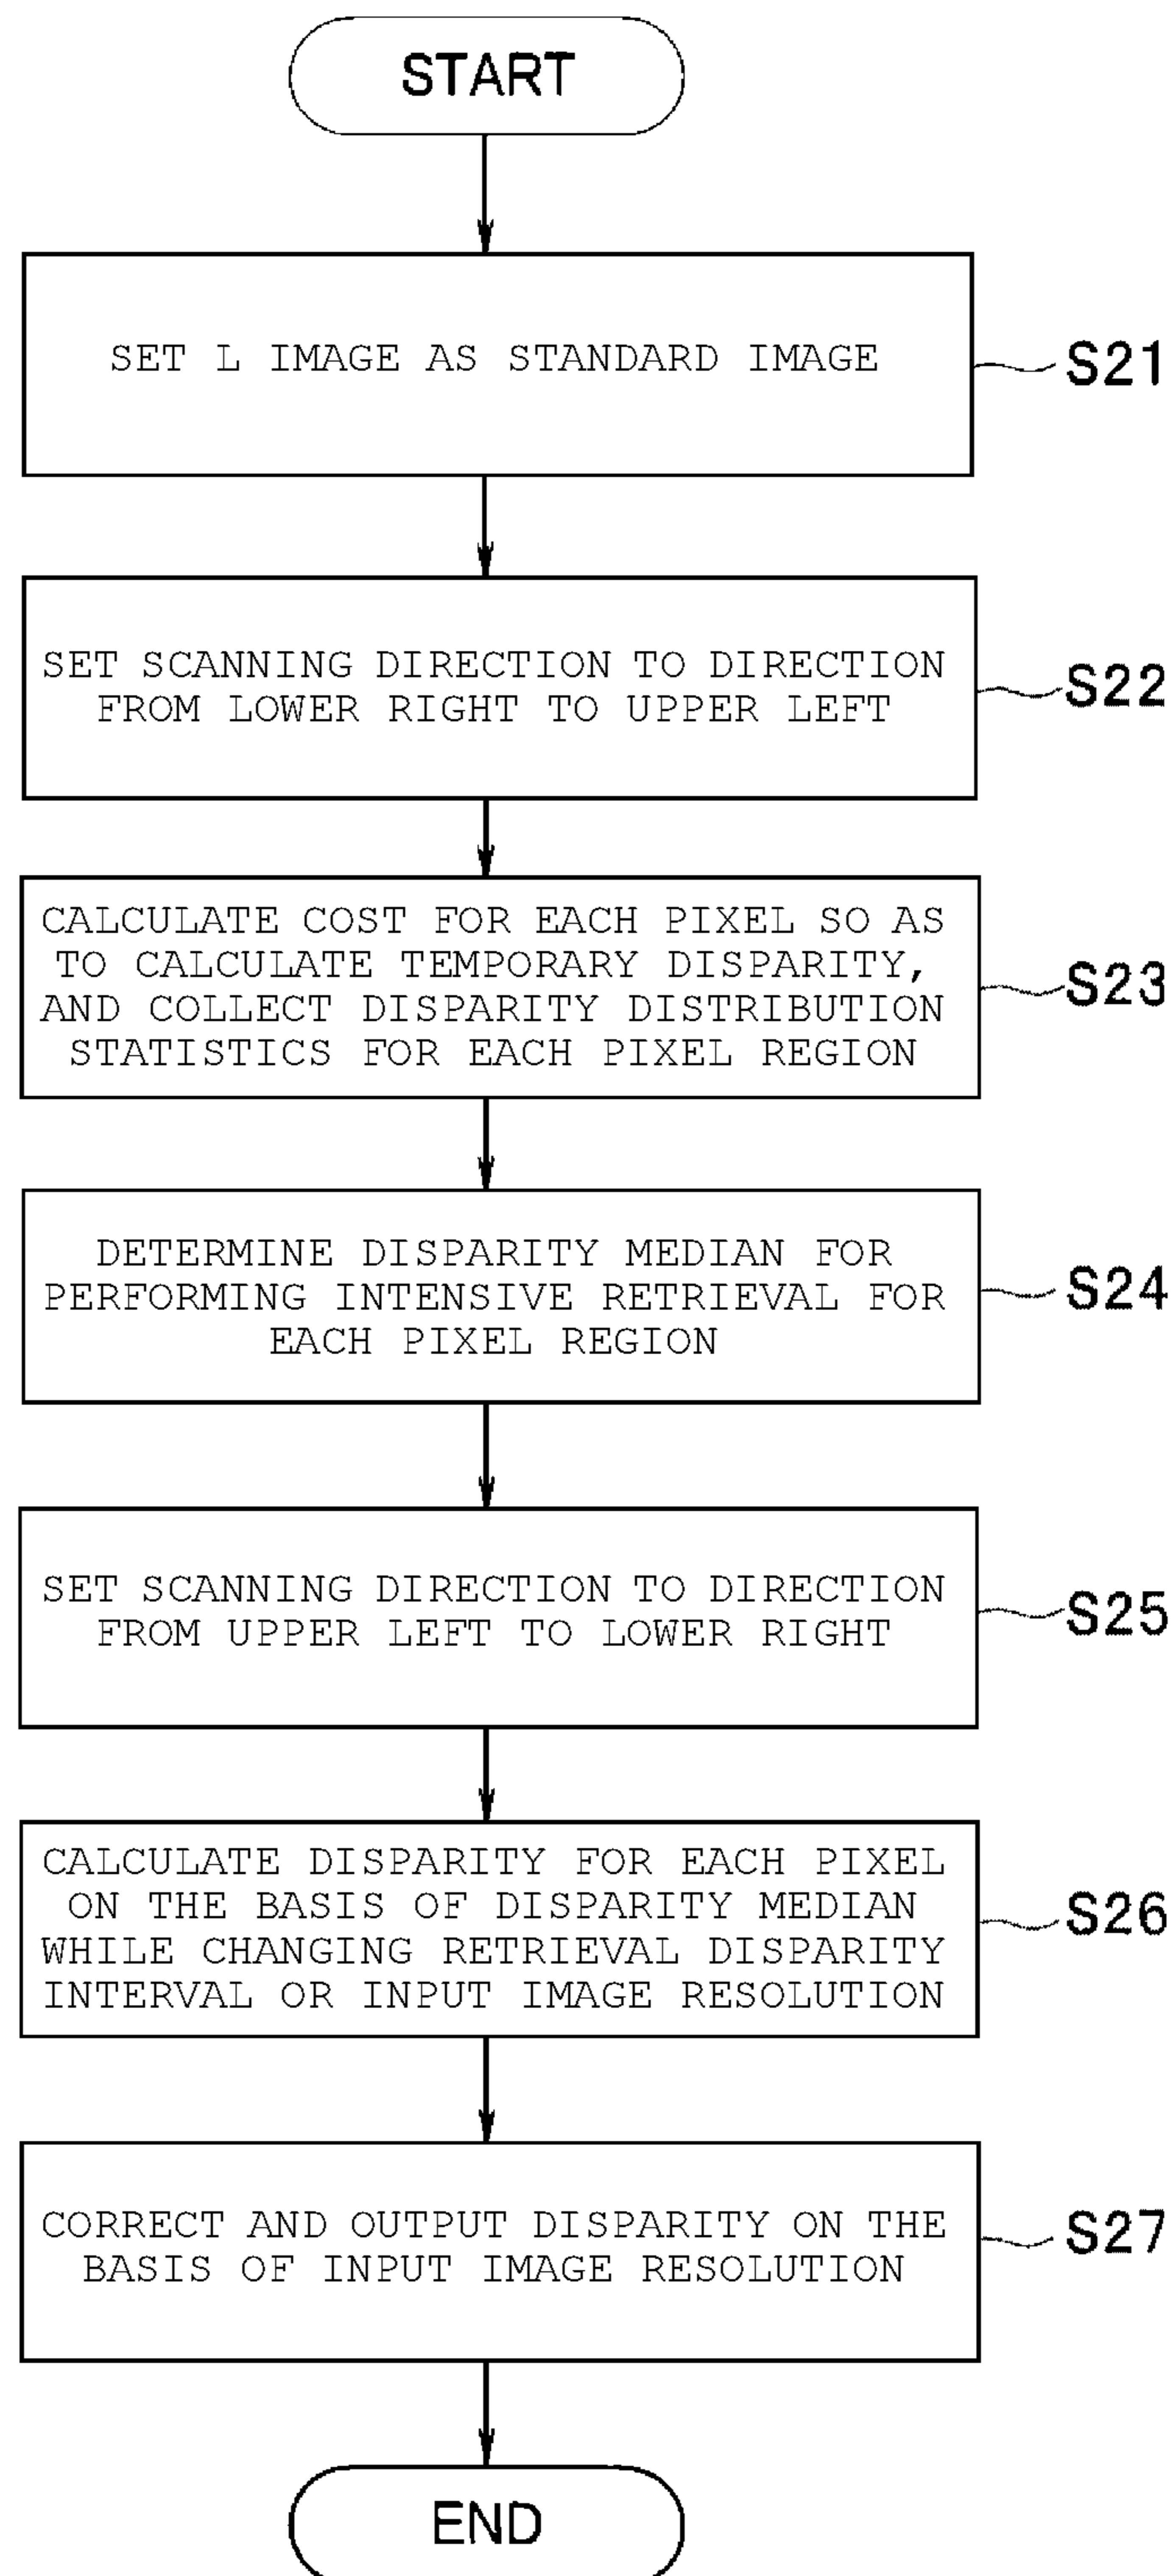 START
SET L IMAGE AS STANDARD IMAGE
S21
SET SCANNING DIRECTION TO DIRECTION
FROM LOWER RIGHT TO UPPER LEFT
S22
CALCULATE COST FOR EACH PIXEL SO AS
TO CALCULATE TEMPORARY DISPARITY,
AND COLLECT DISPARITY DISTRIBUTION
STATISTICS FOR EACH PIXEL REGION
S23
DETERMINE DISPARITY MEDIAN FOR
PERFORMING INTENSIVE RETRIEVAL FOR
EACH PIXEL REGION
S24
SET SCANNING DIRECTION TO DIRECTION
FROM UPPER LEFT TO LOWER RIGHT
S25
CALCULATE DISPARITY FOR EACH PIXEL
ON THE BASIS OF DISPARITY MEDIAN
WHILE CHANGING RETRIEVAL DISPARITY
INTERVAL OR INPUT IMAGE RESOLUTION
S26
CORRECT AND OUTPUT DISPARITY ON THE
BASIS OF INPUT IMAGE RESOLUTION
S27
END